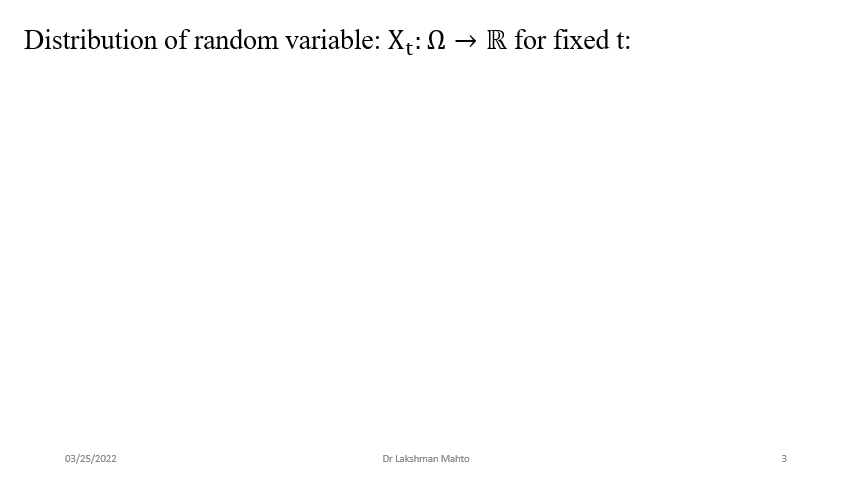 Distribution of random variable: Xₜ: Ω → ℝ for fixed t:
03/25/2022
Dr Lakshman Mahto
3